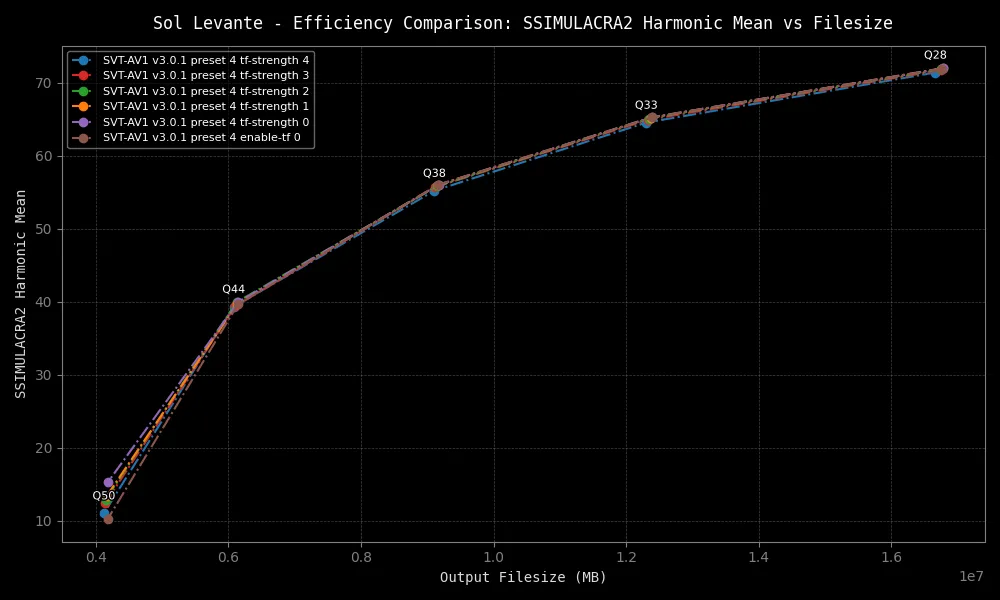 Sol Levante - Efficiency Comparison: SSIMULACRA2 Harmonic Mean vs Filesize
SVT-AV1 v3.0.1 preset 4 tf-strength 4
SVT-AV1 v3.0.1 preset 4 tf-strength 3
SVT-AV1 v3.0.1 preset 4 tf-strength 2
SVT-AV1 v3.0.1 preset 4 tf-strength 1
SVT-AV1 v3.0.1 preset 4 tf-strength 0
SVT-AV1 v3.0.1 preset 4 enable-tf 0
Q28
Q33
Q38
Q44
Q50
SSIMULACRA2 Harmonic Mean
70
60
50
40
30
20
10
0.4 0.6 0.8 1.0 1.2 1.4 1.6
1e7
Output Filesize (MB)